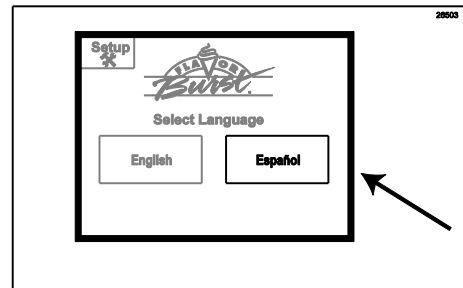 26503
Setup
FLAVOR
Burst.
Select Language
English
Español